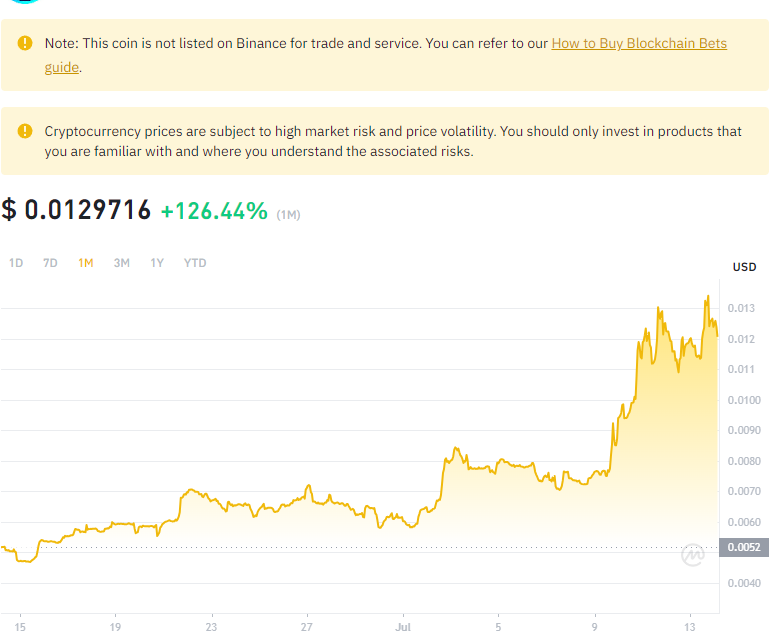 Note: This coin is not listed on Binance for trade and service. You can refer to our How to Buy Blockchain Bets
guide.
Cryptocurrency prices are subject to high market risk and price volatility. You should only invest in products that
you are familiar with and where you understand the associated risks.
$ 0.0129716 +126.44% (1M)
1D 7D 1M 3M 1Y YTD
USD
0.013
0.012
0.011
0.0100
0.0090
0.0080
0.0070
0.0060
0.0052
0.0040
15 19 23 27 Jul 5 9 13